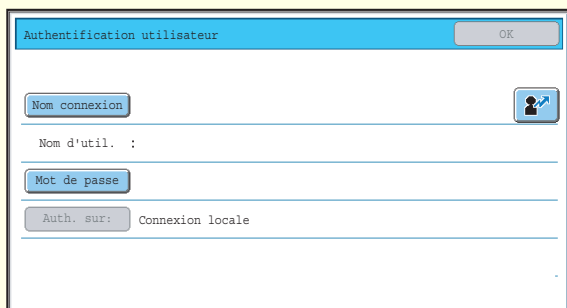 Authentification utilisateur OK
Nom connexion
Nom d'util. :
Mot de passe
Auth. sur: Connexion locale